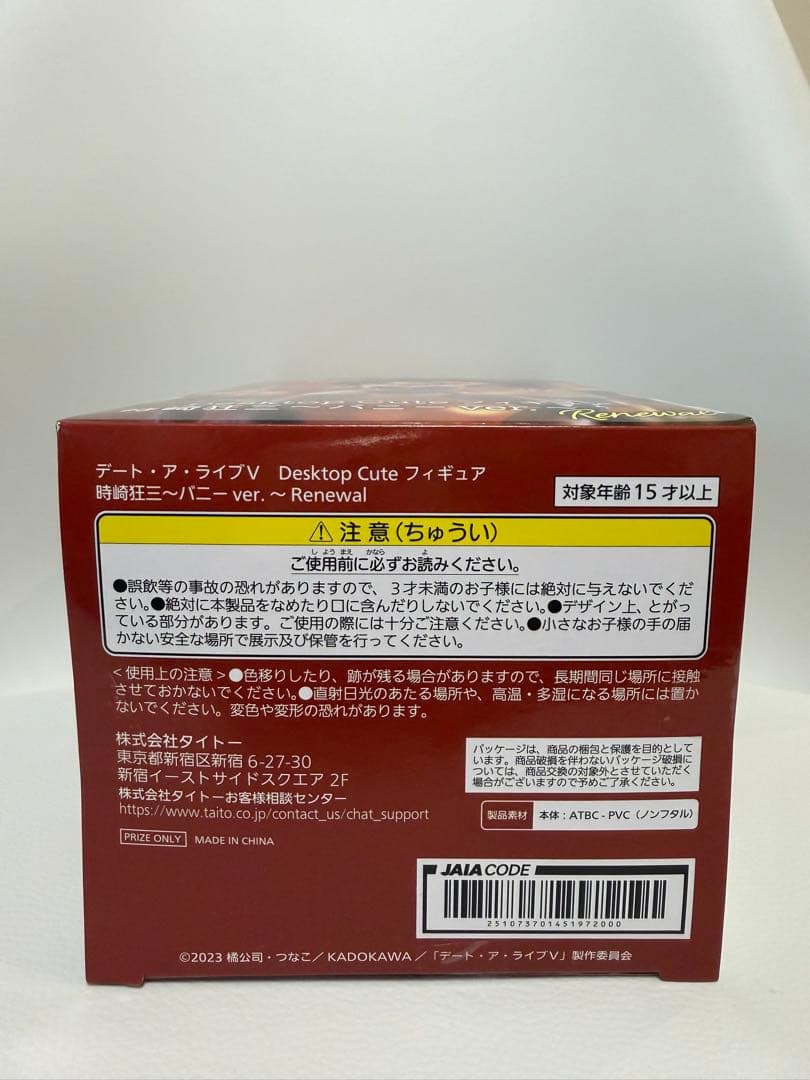 Renewal
デート・ア・ライブV Desktop Cute フィギュア
時崎狂三〜バニー ver. 〜 Renewal
対象年齢15才以上
⚠注意(ちゅうい)
しようまえ かなら よ
ご使用前に必ずお読みください。
●誤飲等の事故の恐れがありますので、3才未満のお子様には絶対に与えないでくだ
さい。●絶対に本製品をなめたり口に含んだりしないでください。●デザイン上、とがっ
ている部分があります。ご使用の際には十分ご注意ください。●小さなお子様の手の届
かない安全な場所で展示及び保管を行ってください。
<使用上の注意>●色移りしたり、跡が残る場合がありますので、長期間同じ場所に接触
させておかないでください。●直射日光のあたる場所や、高温・多湿になる場所には置か
ないでください。変色や変形の恐れがあります。
株式会社タイトー
東京都新宿区新宿 6-27-30
新宿イーストサイドスクエア 2F
株式会社タイトーお客様相談センター
https://www.taito.co.jp/contact_us/chat_support
PRIZE ONLY MADE IN CHINA
パッケージは、商品の梱包と保護を目的として
います。商品破損を伴わないパッケージ破損に
ついては、商品交換の対象外とさせていただく
場合がございますので予めご了承ください。
製品素材 本体:ATBC-PVC(ノンフタル)
JAIA CODE
251073701451972000
©2023 橘公司・つなこ/KADOKAWA/「デート・ア・ライブV」製作委員会